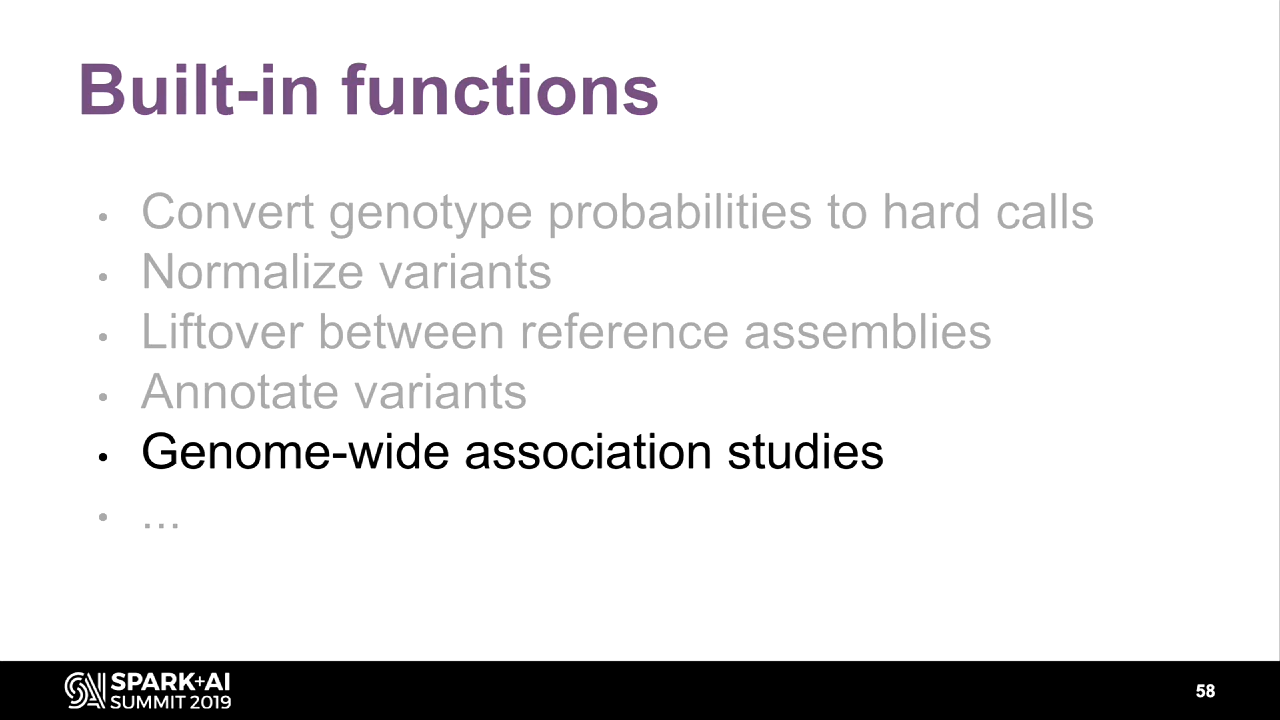 Built-in functions
• Convert genotype probabilities to hard calls
• Normalize variants
• Liftover between reference assemblies
• Annotate variants
• Genome-wide association studies
• ...
SPARK+AI
SUMMIT 2019
58